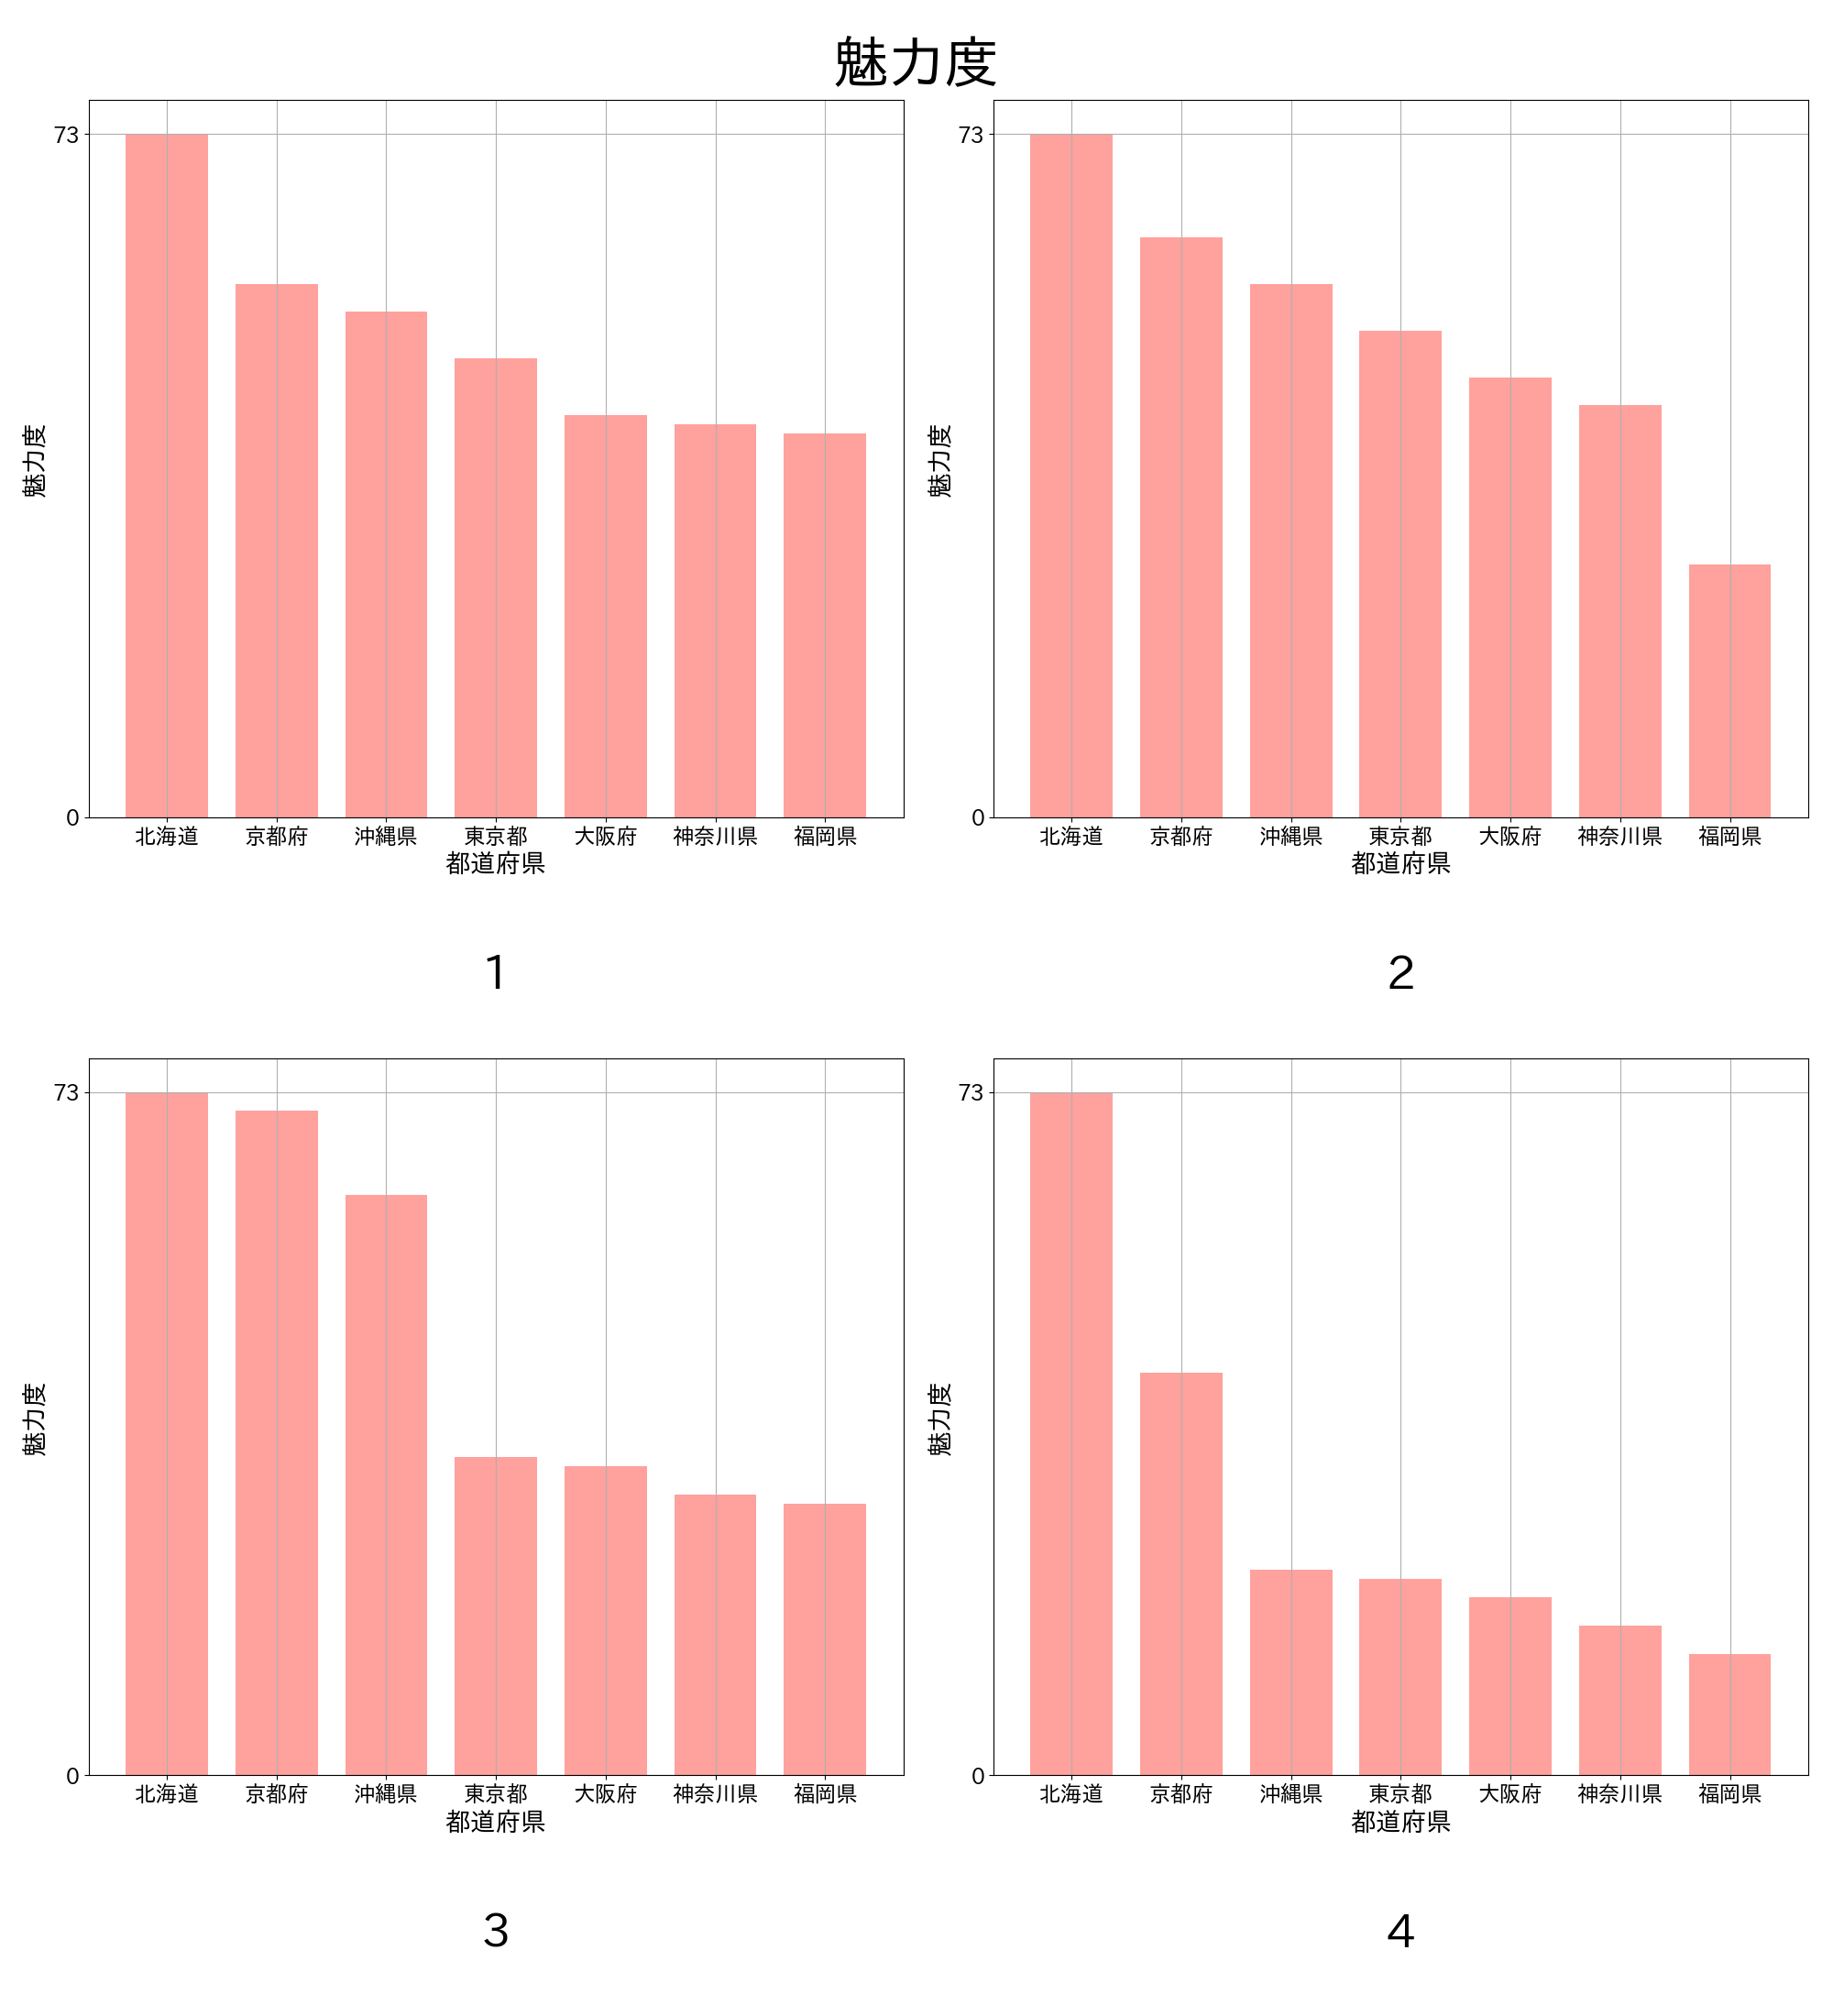 魅力度
魅力度
73
0
北海道 京都府 沖縄県 東京都 大阪府 神奈川県 福岡県
都道府県
1
魅力度
73
0
北海道 京都府 沖縄県 東京都 大阪府 神奈川県 福岡県
都道府県
2
魅力度
73
0
北海道 京都府 沖縄県 東京都 大阪府 神奈川県 福岡県
都道府県
3
魅力度
73
0
北海道 京都府 沖縄県 東京都 大阪府 神奈川県 福岡県
都道府県
4